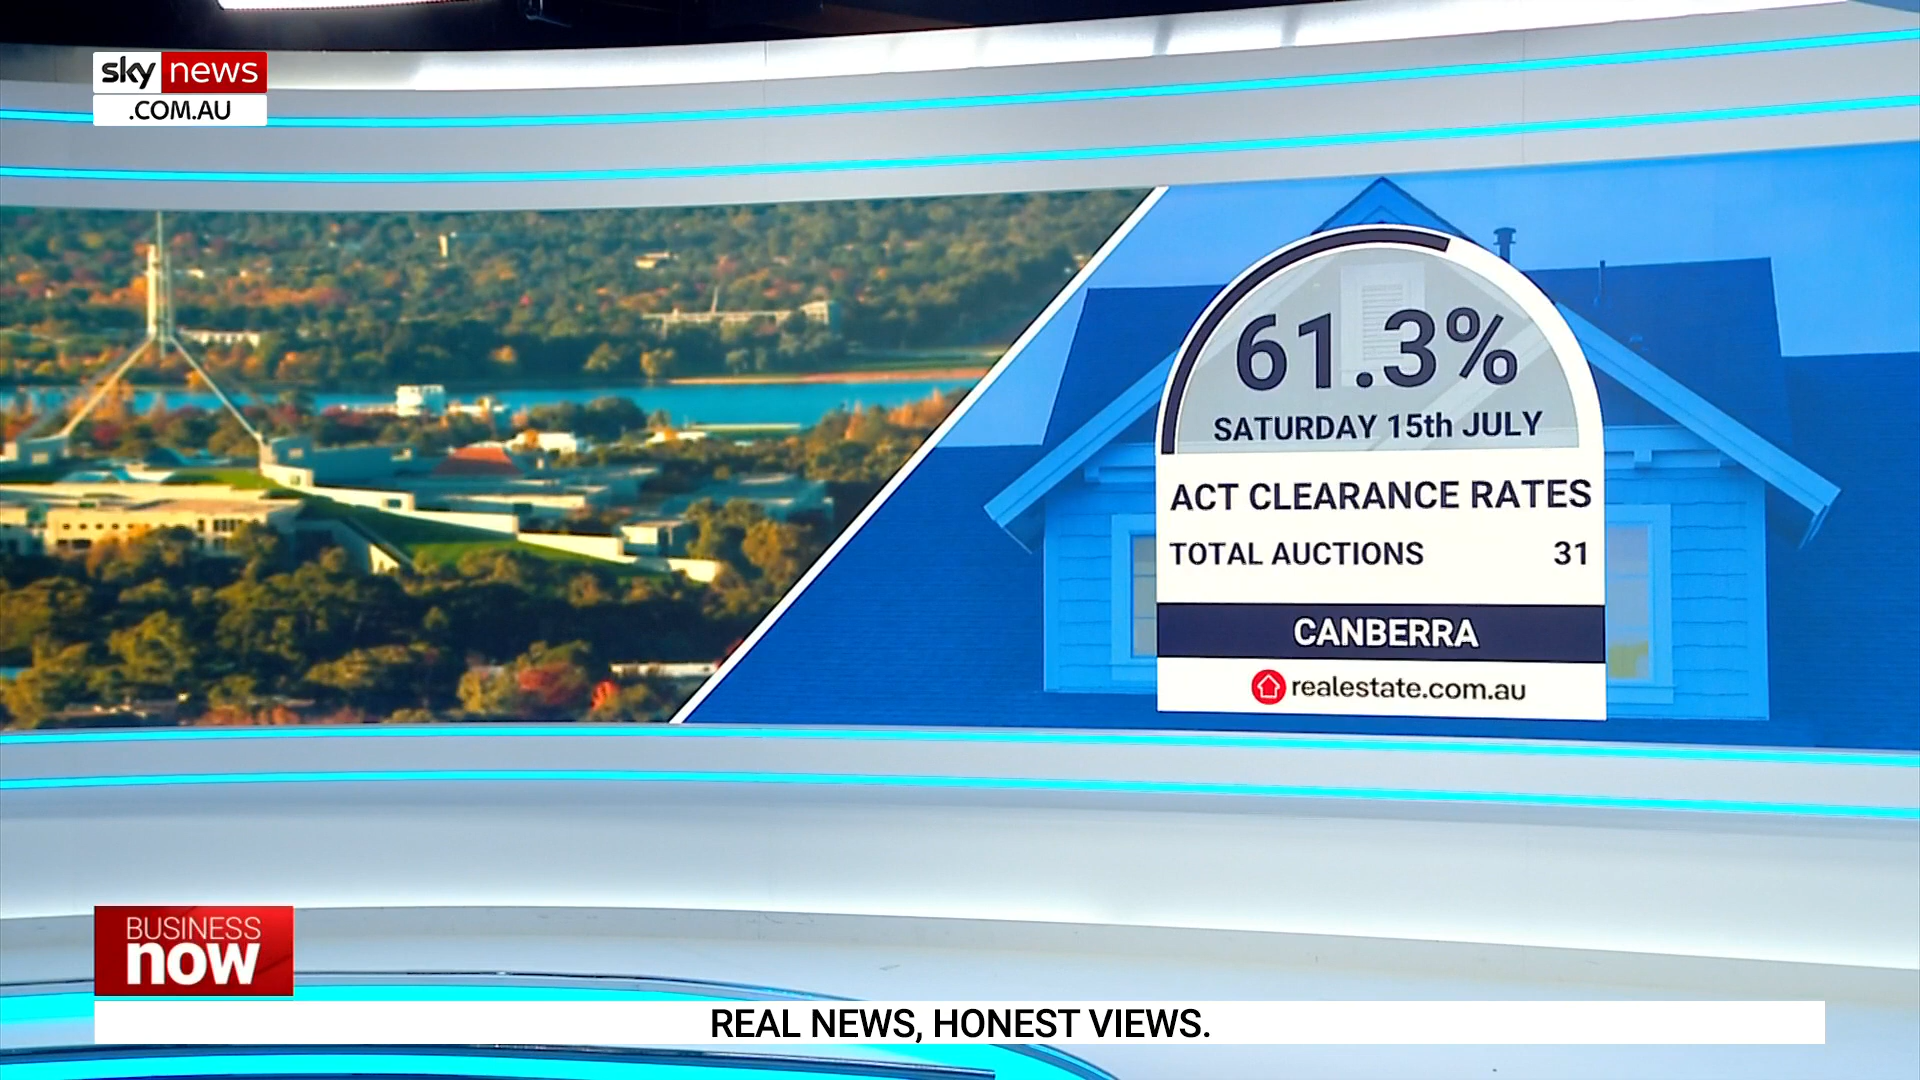 sky news
.COM.AU
61.3%
SATURDAY 15th JULY
ACT CLEARANCE RATES
TOTAL AUCTIONS 31
CANBERRA
realestate.com.au
BUSINESS
now
REAL NEWS, HONEST VIEWS.